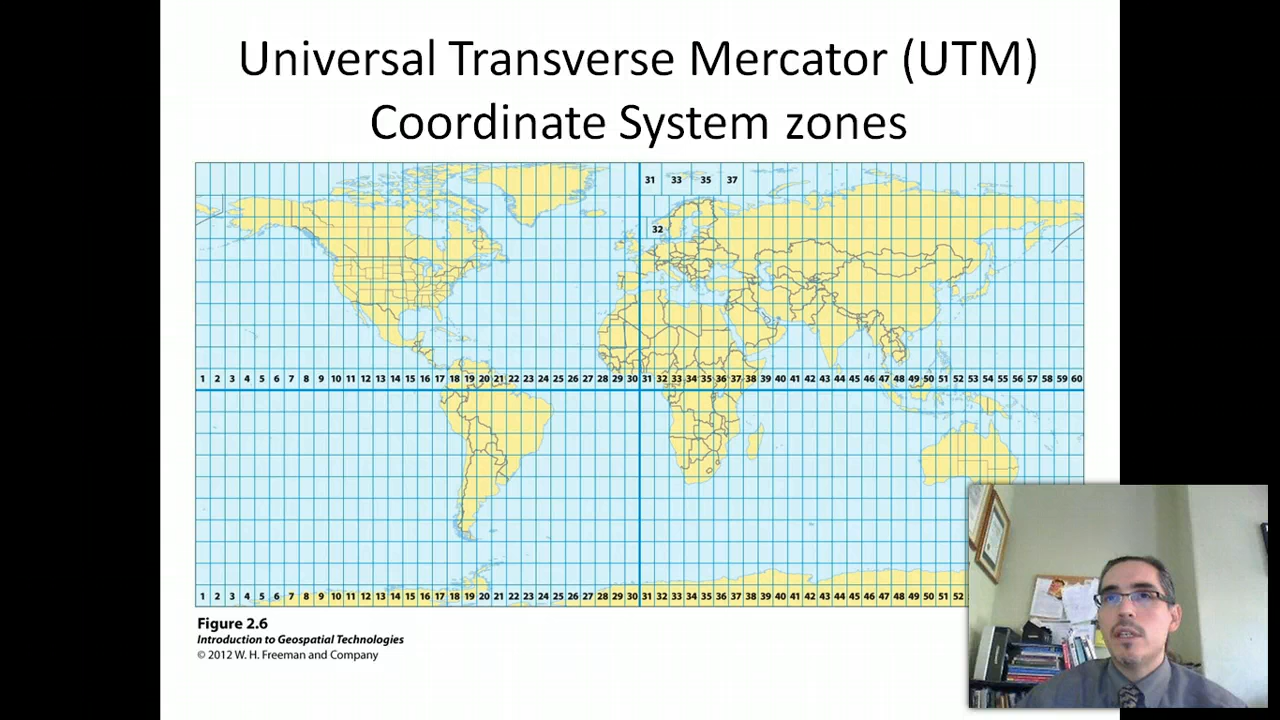 Universal Transverse Mercator (UTM)
Coordinate System zones
31 33 35 37
32
1 2 3 4 5 6 7 8 9 10 11 12 13 14 15 16 17 18 19 20 21 22 23 24 25 26 27 28 29 30 31 32 33 34 35 36 37 38 39 40 41 42 43 44 45 46 47 48 49 50 51 52 53 54 55 56 57 58 59 60
1 2 3 4 5 6 7 8 9 10 11 12 13 14 15 16 17 18 19 20 21 22 23 24 25 26 27 28 29 30 31 32 33 34 35 36 37 38 39 40 41 42 43 44 45 46 47 48 49 50 51 52
Figure 2.6
Introduction to Geospatial Technologies
© 2012 W. H. Freeman and Company